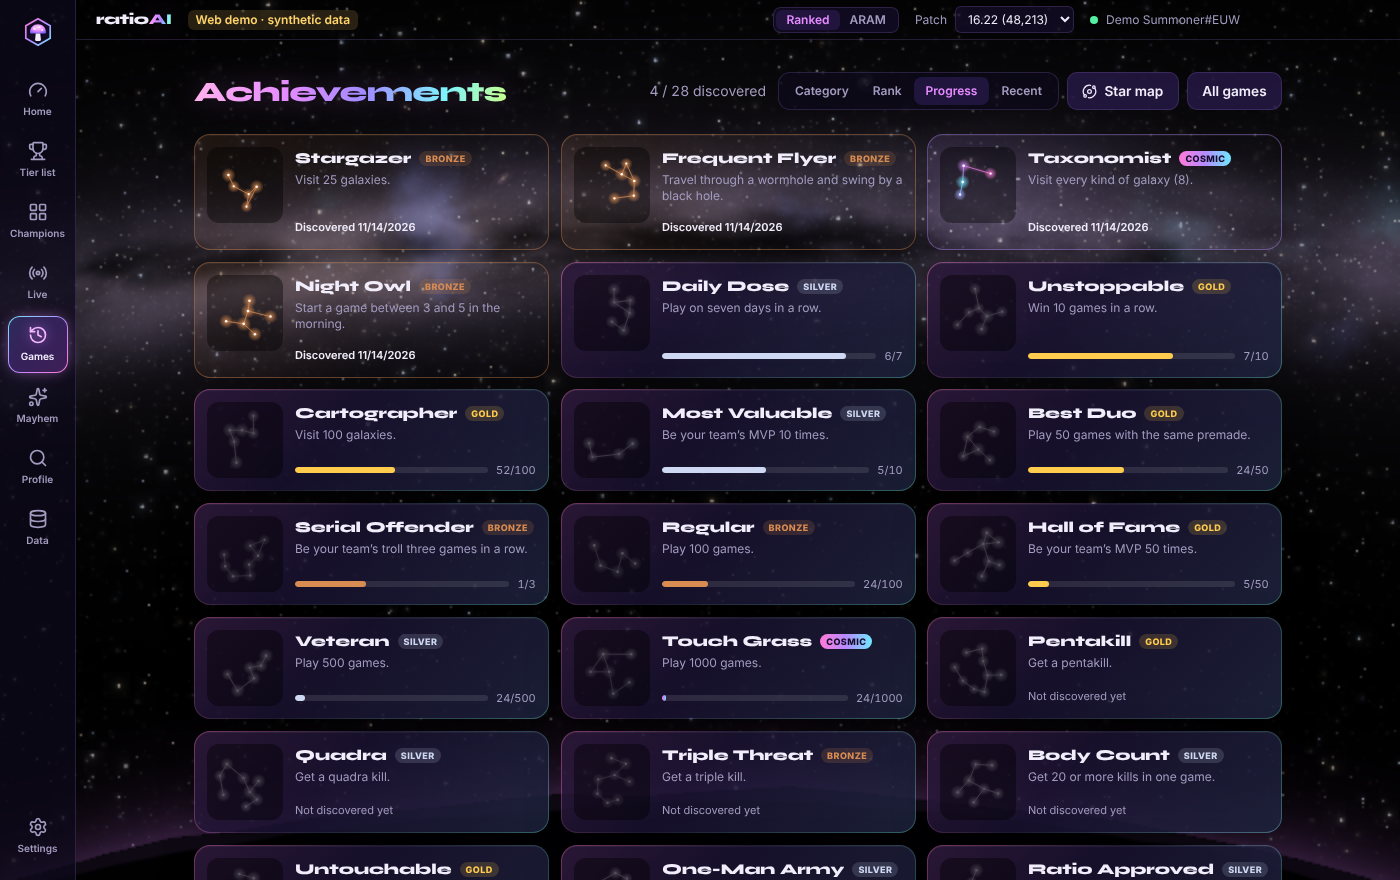 ratioAI
Web demo · synthetic data
Ranked
ARAM
Patch
16.22 (48,213)
Demo Summoner#EUW
Home
Tier list
Champions
Live
Games
Mayhem
Profile
Data
Settings
Achievements
4 / 28 discovered
Category
Rank
Progress
Recent
Star map
All games
Stargazer BRONZE
Visit 25 galaxies.
Discovered 11/14/2026
Frequent Flyer BRONZE
Travel through a wormhole and swing by a
black hole.
Discovered 11/14/2026
Taxonomist COSMIC
Visit every kind of galaxy (8).
Discovered 11/14/2026
Night Owl BRONZE
Start a game between 3 and 5 in the
morning.
Discovered 11/14/2026
Daily Dose SILVER
Play on seven days in a row.
6/7
Unstoppable GOLD
Win 10 games in a row.
7/10
Cartographer GOLD
Visit 100 galaxies.
52/100
Most Valuable SILVER
Be your team's MVP 10 times.
5/10
Best Duo GOLD
Play 50 games with the same premade.
24/50
Serial Offender BRONZE
Be your team's troll three games in a row.
1/3
Regular BRONZE
Play 100 games.
24/100
Hall of Fame GOLD
Be your team's MVP 50 times.
5/50
Veteran SILVER
Play 500 games.
24/500
Touch Grass COSMIC
Play 1000 games.
24/1000
Pentakill GOLD
Get a pentakill.
Not discovered yet
Quadra SILVER
Get a quadra kill.
Not discovered yet
Triple Threat BRONZE
Get a triple kill.
Not discovered yet
Body Count SILVER
Get 20 or more kills in one game.
Not discovered yet
Untouchable GOLD
One-Man Army SILVER
Ratio Approved SILVER